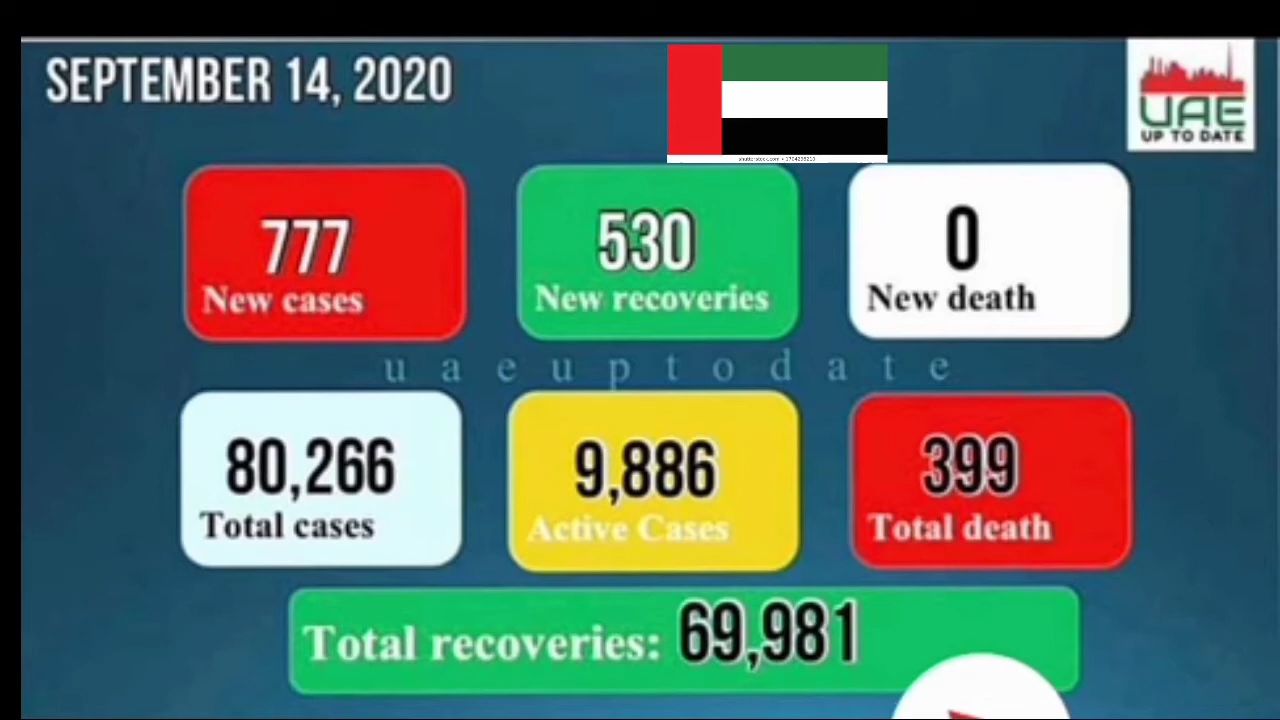 SEPTEMBER 14, 2020
UAE
UP TO DATE
777
New cases
530
New recoveries
0
New death
uaeuptodate
80,266
Total cases
9,886
Active Cases
399
Total death
Total recoveries: 69,981